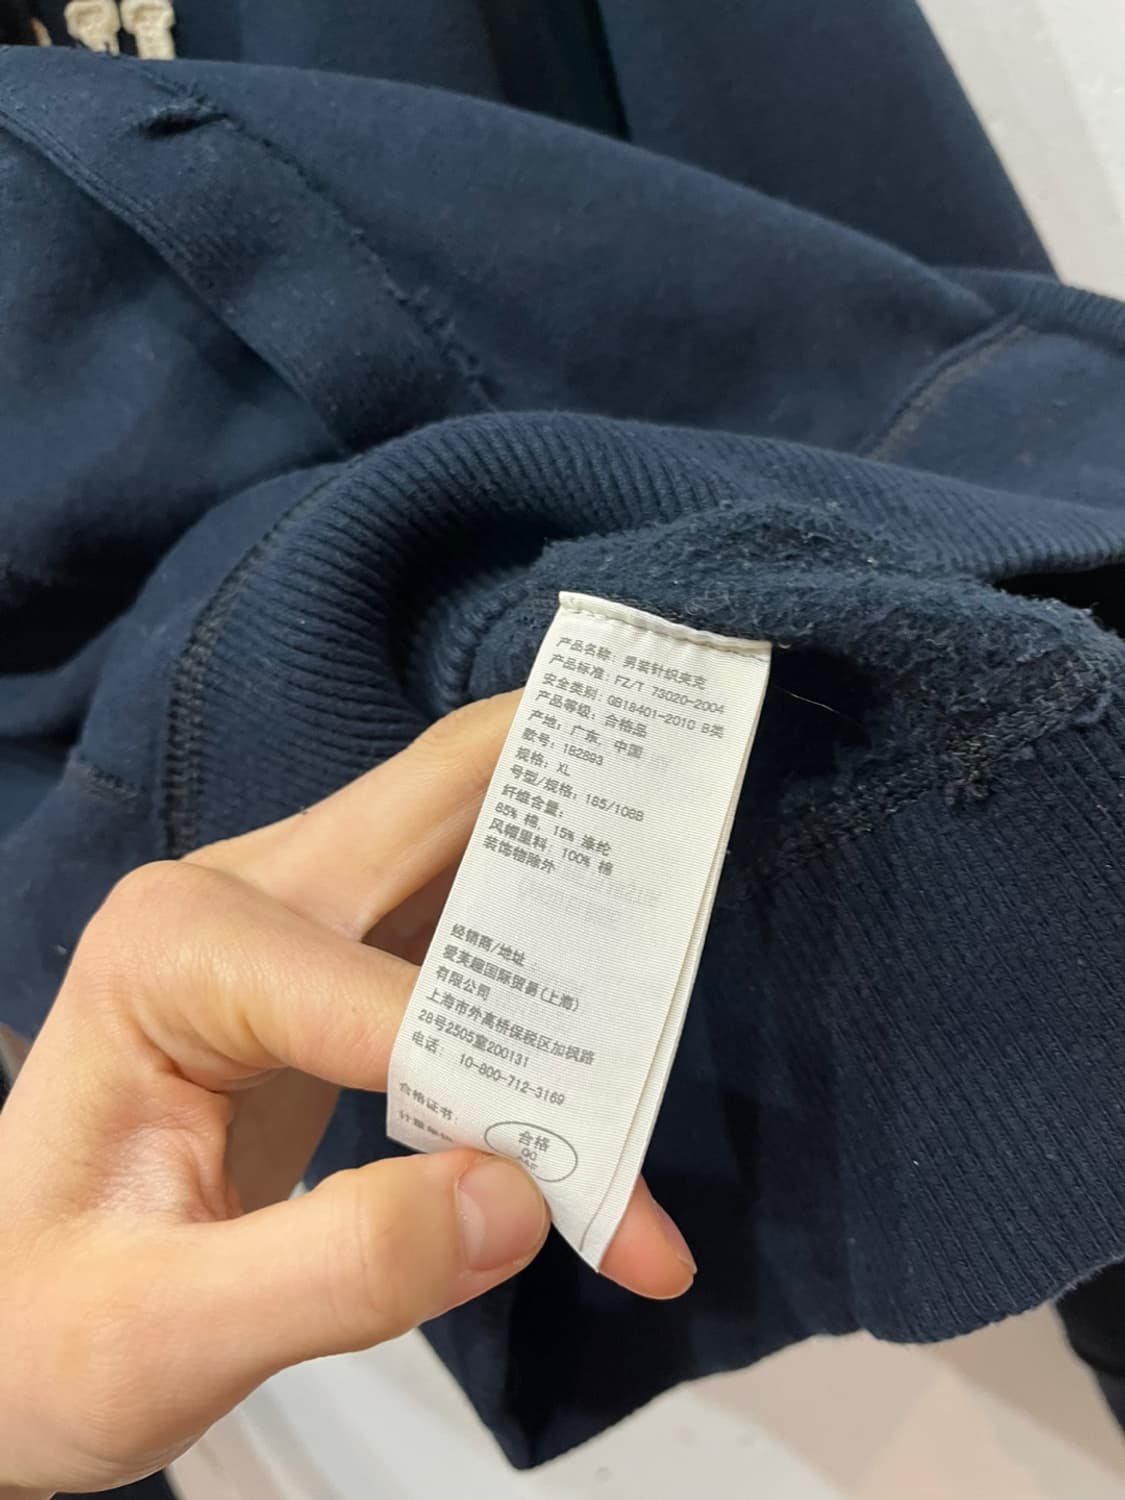 产品名称: 男装针织夹克
产品标准: FZ/T 73020-2004
安全类别: GB18401-2010 B类
产品等级: 合格品
产地: 广东, 中国
款号: 182893
规格: XL
号型/规格: 185/108B
纤维含量:
85% 棉, 15% 涤纶
风帽里料, 100% 棉
装饰物除外
经销商/地址:
爱芙趣国际贸易(上海)
有限公司
上海市外高桥保税区加枫路
28号2505室200131
电话: 10-800-712-3169
合格证书:
合格
计量单位